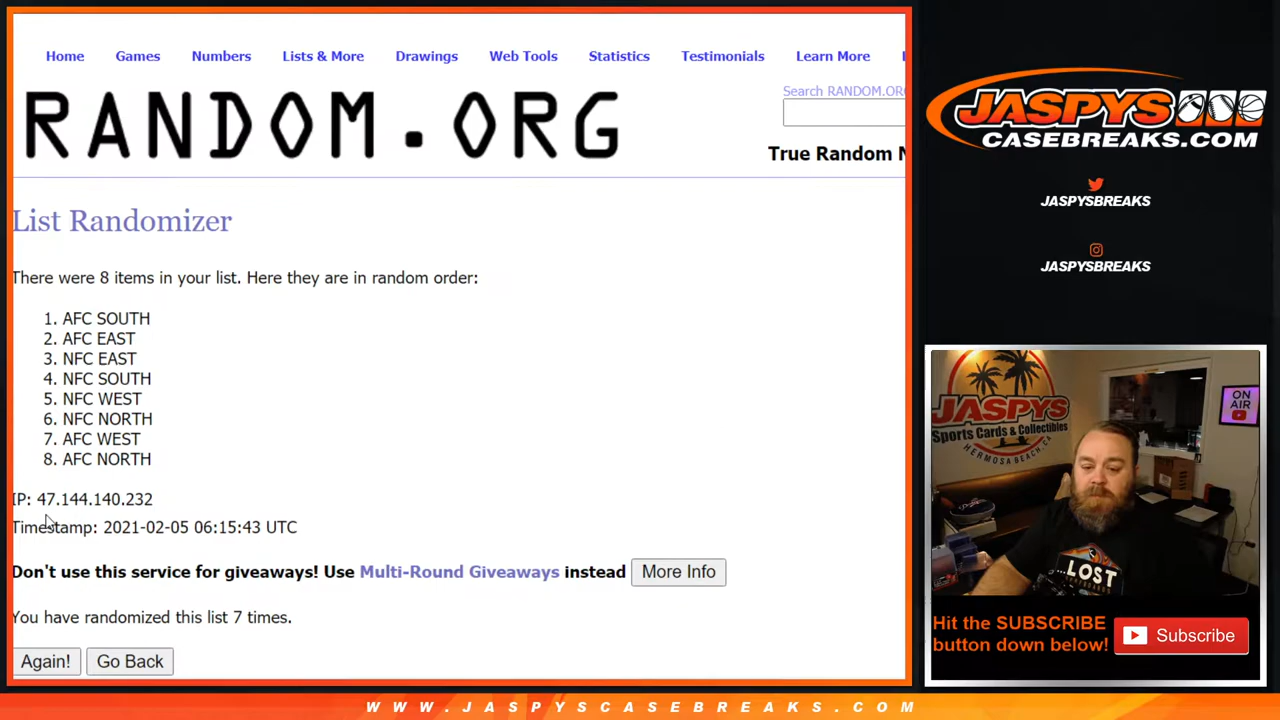 Home Games Numbers Lists & More Drawings Web Tools Statistics Testimonials Learn More
RANDOM.ORG
Search RANDOM.ORG
True Random N
List Randomizer
There were 8 items in your list. Here they are in random order:
1. AFC SOUTH
2. AFC EAST
3. NFC EAST
4. NFC SOUTH
5. NFC WEST
6. NFC NORTH
7. AFC WEST
8. AFC NORTH
IP: 47.144.140.232
Timestamp: 2021-02-05 06:15:43 UTC
Don't use this service for giveaways! Use Multi-Round Giveaways instead More Info
You have randomized this list 7 times.
Again! Go Back
JASPYS
CASEBREAKS.COM
JASPYSBREAKS
JASPYSBREAKS
JASPYS
Sports Cards & Collectibles
HERMOSA BEACH, CA
ON
AIR
...LOST
Hit the SUBSCRIBE
button down below!
Subscribe
WWW.JASPYSCASEBREAKS.COM